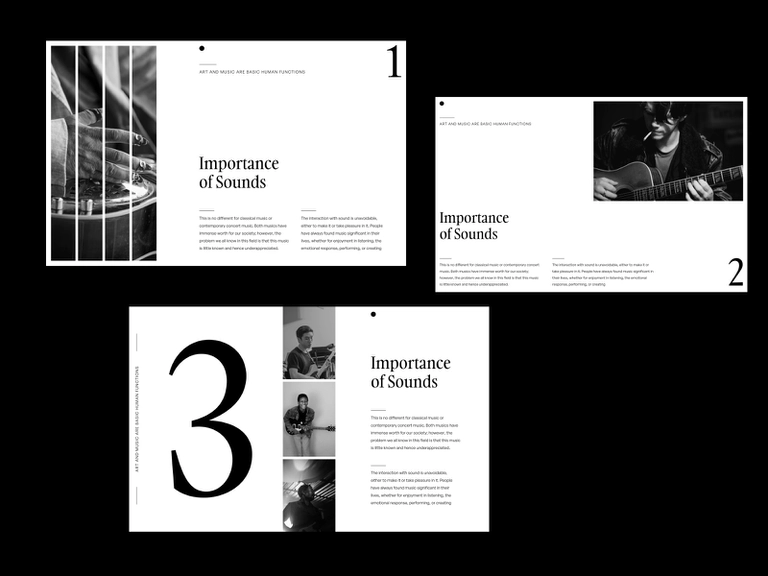 1
ART AND MUSIC ARE BASIC HUMAN FUNCTIONS
Importance
of Sounds
This is no different for classical music or
concert music. Both musics have
immense worth for our society; however, the
problem we all know in this field is that this music
is little known and hence underappreciated.
The interaction with sound is unavoidable,
either to make it or take pleasure in it. People
have always found music significant in their
lives, whether for enjoyment in listening, the
emotional response, performing, or creating
ART AND MUSIC ARE BASIC HUMAN FUNCTIONS
Importance
of Sounds
This is no different for classical music or contemporary concert
music. Both musics have immense worth for our society;
however, the problem we all know in this field is that this music
is little known and hence underappreciated.
The interaction with sound is unavoidable, either to make it or
take pleasure in it. People have always found music significant in
their lives, whether for enjoyment in listening, the emotional
response, performing, or creating
2
ART AND MUSIC ARE BASIC HUMAN FUNCTIONS
3
Importance
of Sounds
This is no different for classical music or
contemporary concert music. Both musics have
immense worth for our society; however, the
problem we all know in this field is that this music
is little known and hence underappreciated.
The interaction with sound is unavoidable,
either to make it or take pleasure in it. People
have always found music significant in their
lives, whether for enjoyment in listening, the
emotional response, performing, or creating